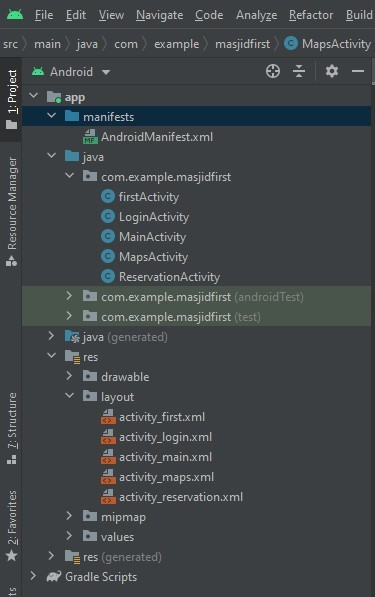 File Edit View Navigate Code Analyze Refactor Build
src main java com example masjidfirst MapsActivity
Android
1: Project
Resource Manager
7: Structure
2: Favorites
app
manifests
AndroidManifest.xml
java
com.example.masjidfirst
firstActivity
LoginActivity
MainActivity
MapsActivity
ReservationActivity
com.example.masjidfirst (androidTest)
com.example.masjidfirst (test)
java (generated)
res
drawable
layout
activity_first.xml
activity_login.xml
activity_main.xml
activity_maps.xml
activity_reservation.xml
mipmap
values
res (generated)
Gradle Scripts